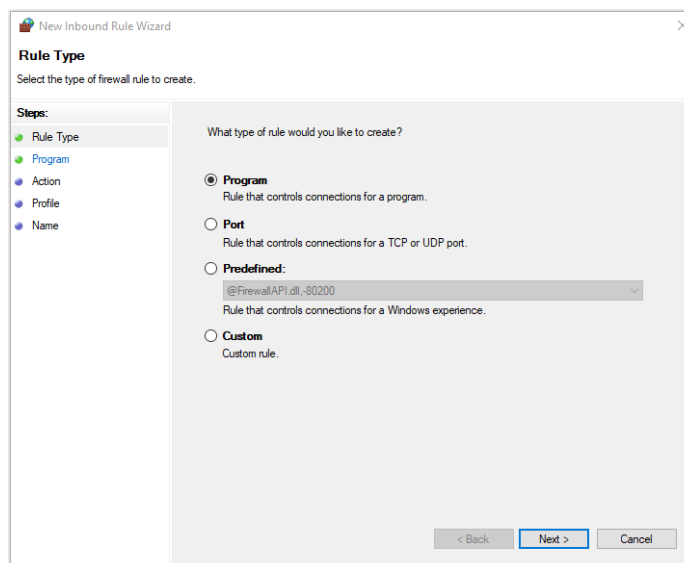 New Inbound Rule Wizard
Rule Type
Select the type of firewall rule to create.
Steps:
Rule Type
Program
Action
Profile
Name
What type of rule would you like to create?
Program
Rule that controls connections for a program.
Port
Rule that controls connections for a TCP or UDP port.
Predefined:
@FirewallAPI.dll,-80200
Rule that controls connections for a Windows experience.
Custom
Custom rule.
< Back Next > Cancel